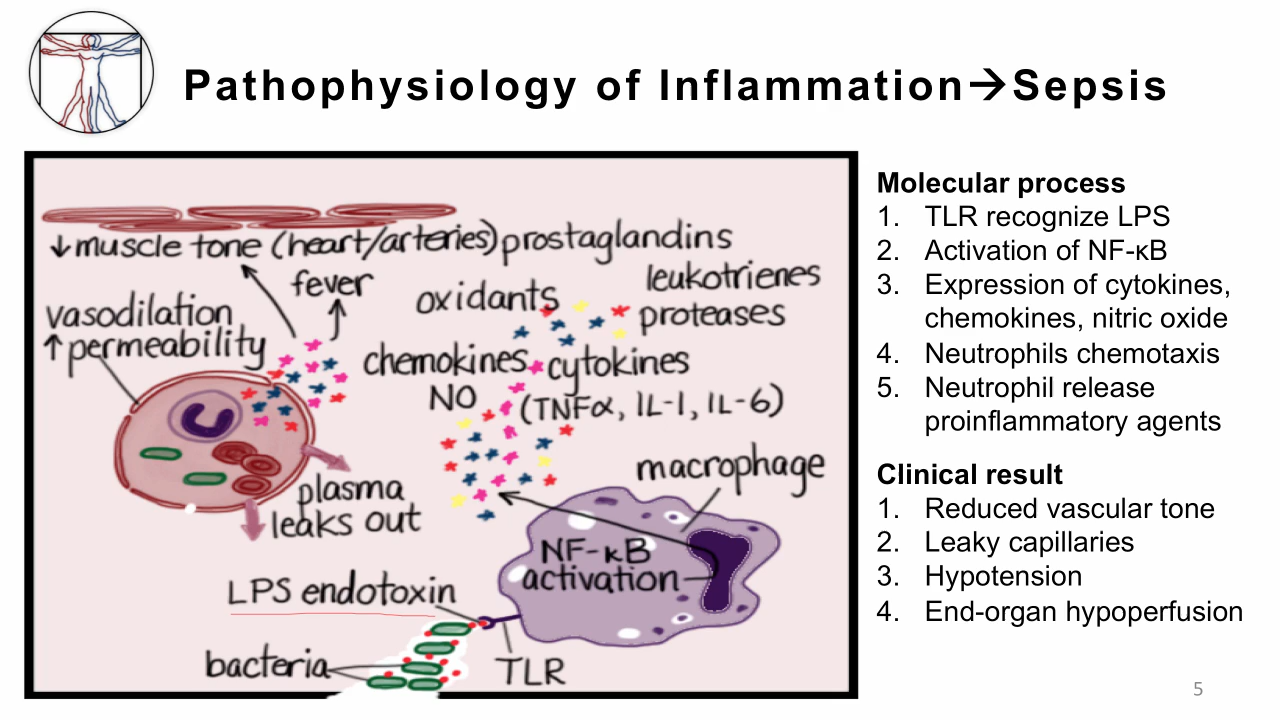 Pathophysiology of Inflammation→Sepsis
↓muscle tone (heart/arteries)
prostaglandins
fever
leukotrienes
oxidants
proteases
vasodilation
↑permeability
chemokines
cytokines
NO
(TNFα, IL-1, IL-6)
macrophage
plasma
leaks out
NF-κB
activation
LPS endotoxin
bacteria
TLR
Molecular process
1. TLR recognize LPS
2. Activation of NF-κB
3. Expression of cytokines,
chemokines, nitric oxide
4. Neutrophils chemotaxis
5. Neutrophil release
proinflammatory agents
Clinical result
1. Reduced vascular tone
2. Leaky capillaries
3. Hypotension
4. End-organ hypoperfusion
5